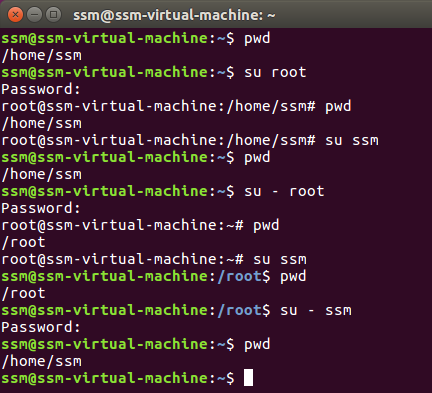 ssm@ssm-virtual-machine: ~
ssm@ssm-virtual-machine:~$ pwd
/home/ssm
ssm@ssm-virtual-machine:~$ su root
Password:
root@ssm-virtual-machine:/home/ssm# pwd
/home/ssm
root@ssm-virtual-machine:/home/ssm# su ssm
ssm@ssm-virtual-machine:~$ pwd
/home/ssm
ssm@ssm-virtual-machine:~$ su - root
Password:
root@ssm-virtual-machine:~# pwd
/root
root@ssm-virtual-machine:~# su ssm
ssm@ssm-virtual-machine:/root$ pwd
/root
ssm@ssm-virtual-machine:/root$ su - ssm
Password:
ssm@ssm-virtual-machine:~$ pwd
/home/ssm
ssm@ssm-virtual-machine:~$